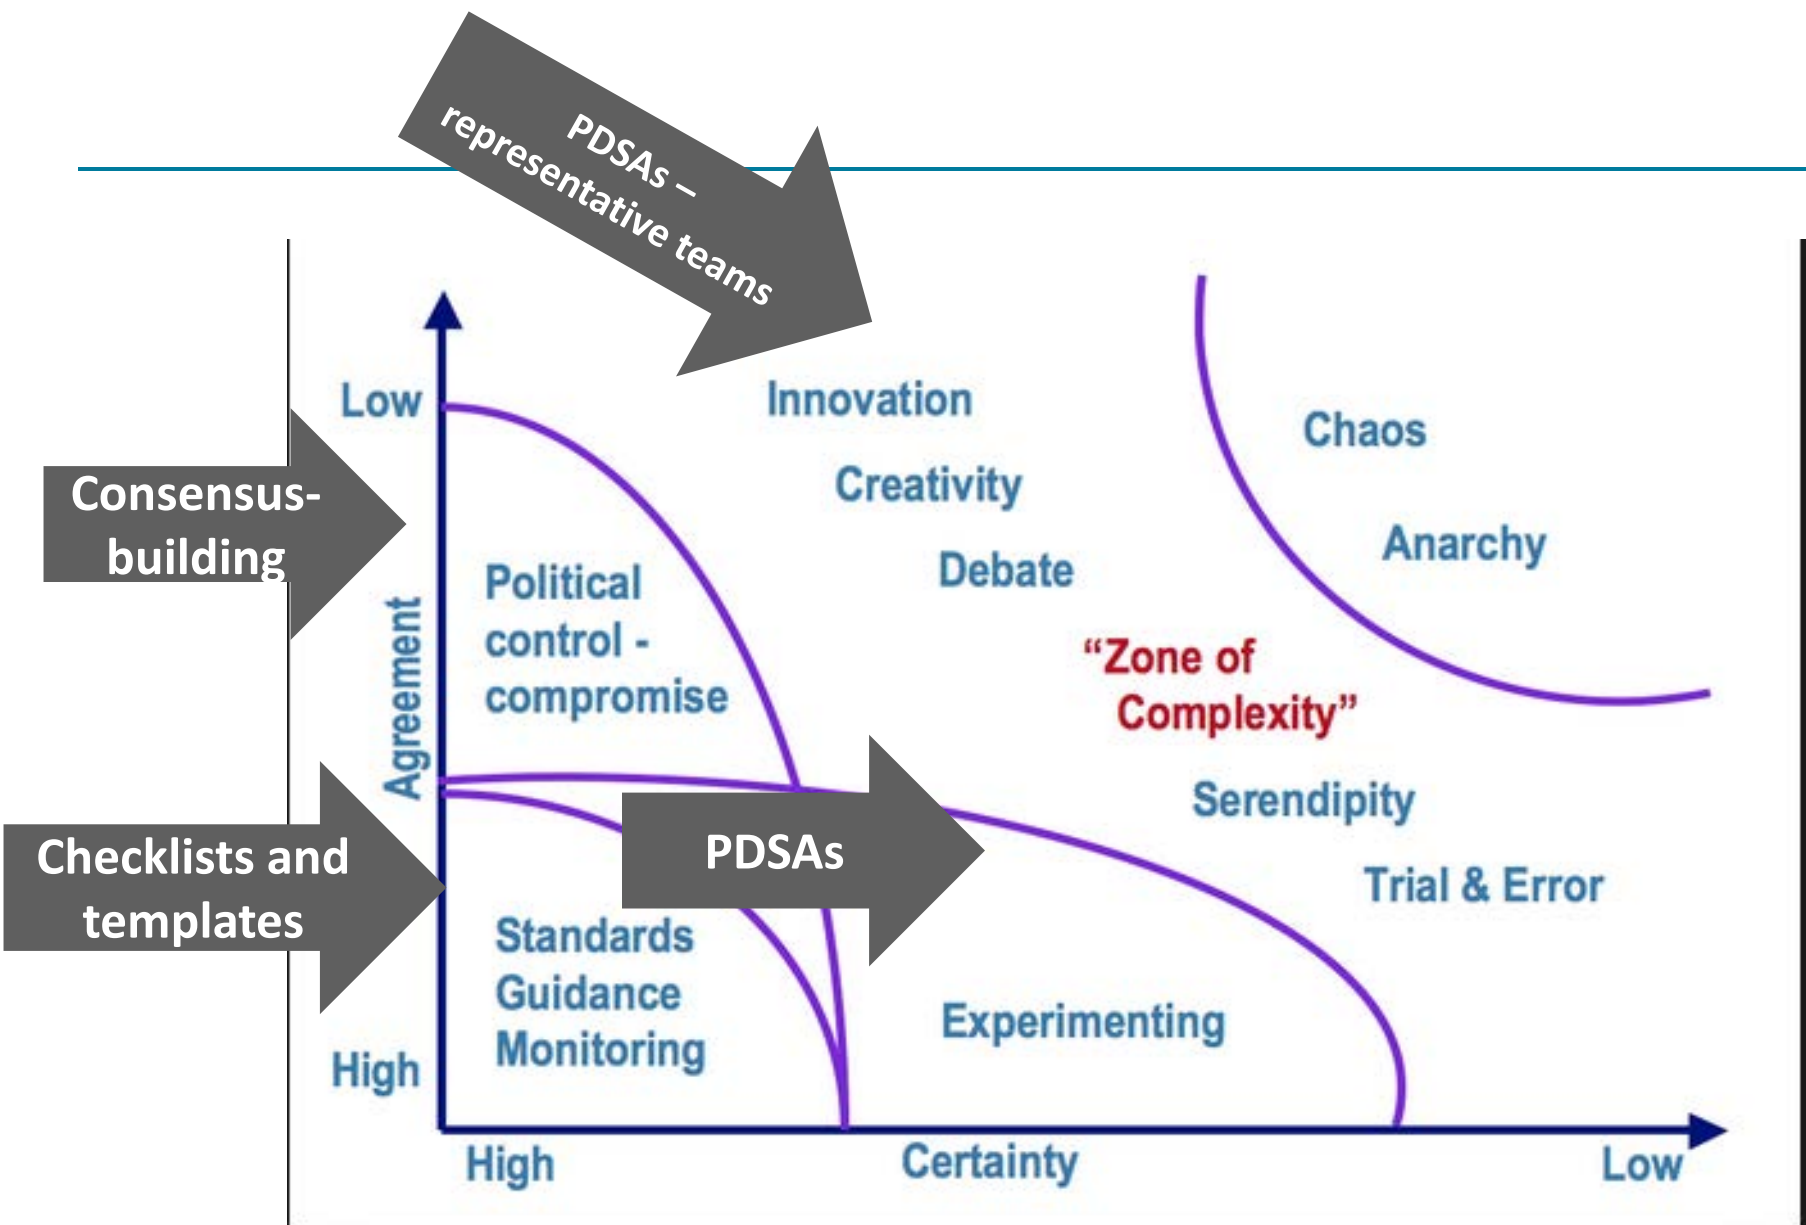 PDSAs –
representative teams
Low
Innovation
Chaos
Creativity
Consensus-
building
Anarchy
Debate
Political
control -
compromise
Agreement
“Zone of
Complexity”
Serendipity
PDSAs
Checklists and
templates
Trial & Error
Standards
Guidance
Monitoring
Experimenting
High
High
Certainty
Low